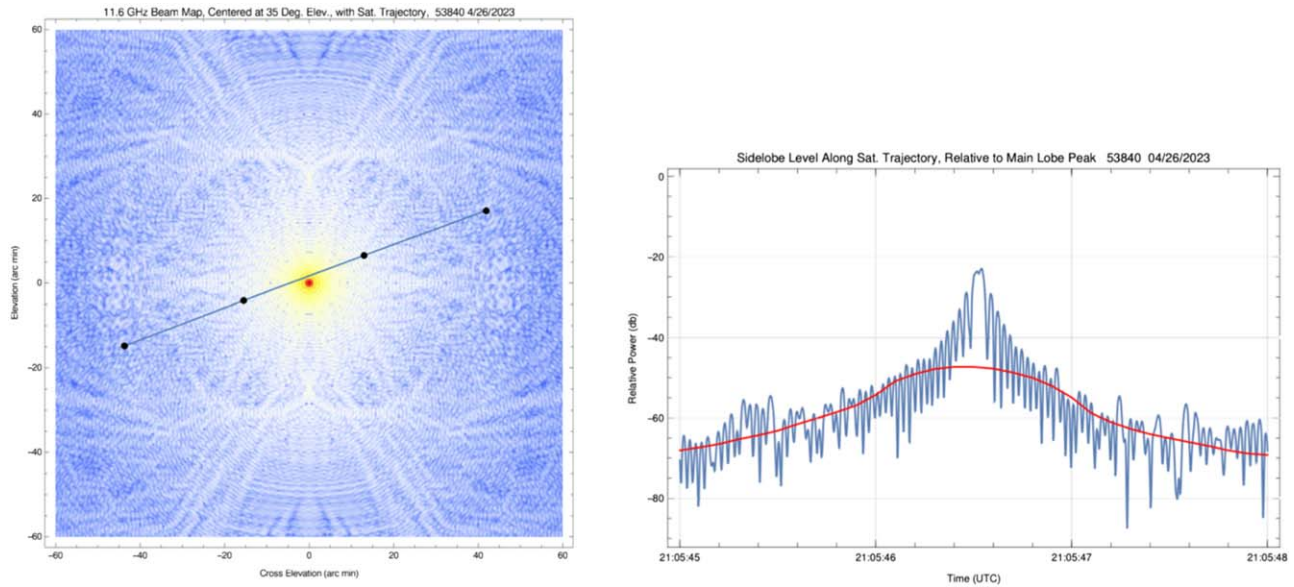 11.6 GHz Beam Map, Centered at 35 Deg. Elev., with Sat. Trajectory, 53840 4/26/2023
60
40
20
0
−20
−40
−60
Elevation (arc min)
−60 −40 −20 0 20 40 60
Cross Elevation (arc min)
Sidelobe Level Along Sat. Trajectory, Relative to Main Lobe Peak 53840 04/26/2023
0
−20
−40
−60
−80
Relative Power (db)
21:05:45 21:05:46 21:05:47 21:05:48
Time (UTC)